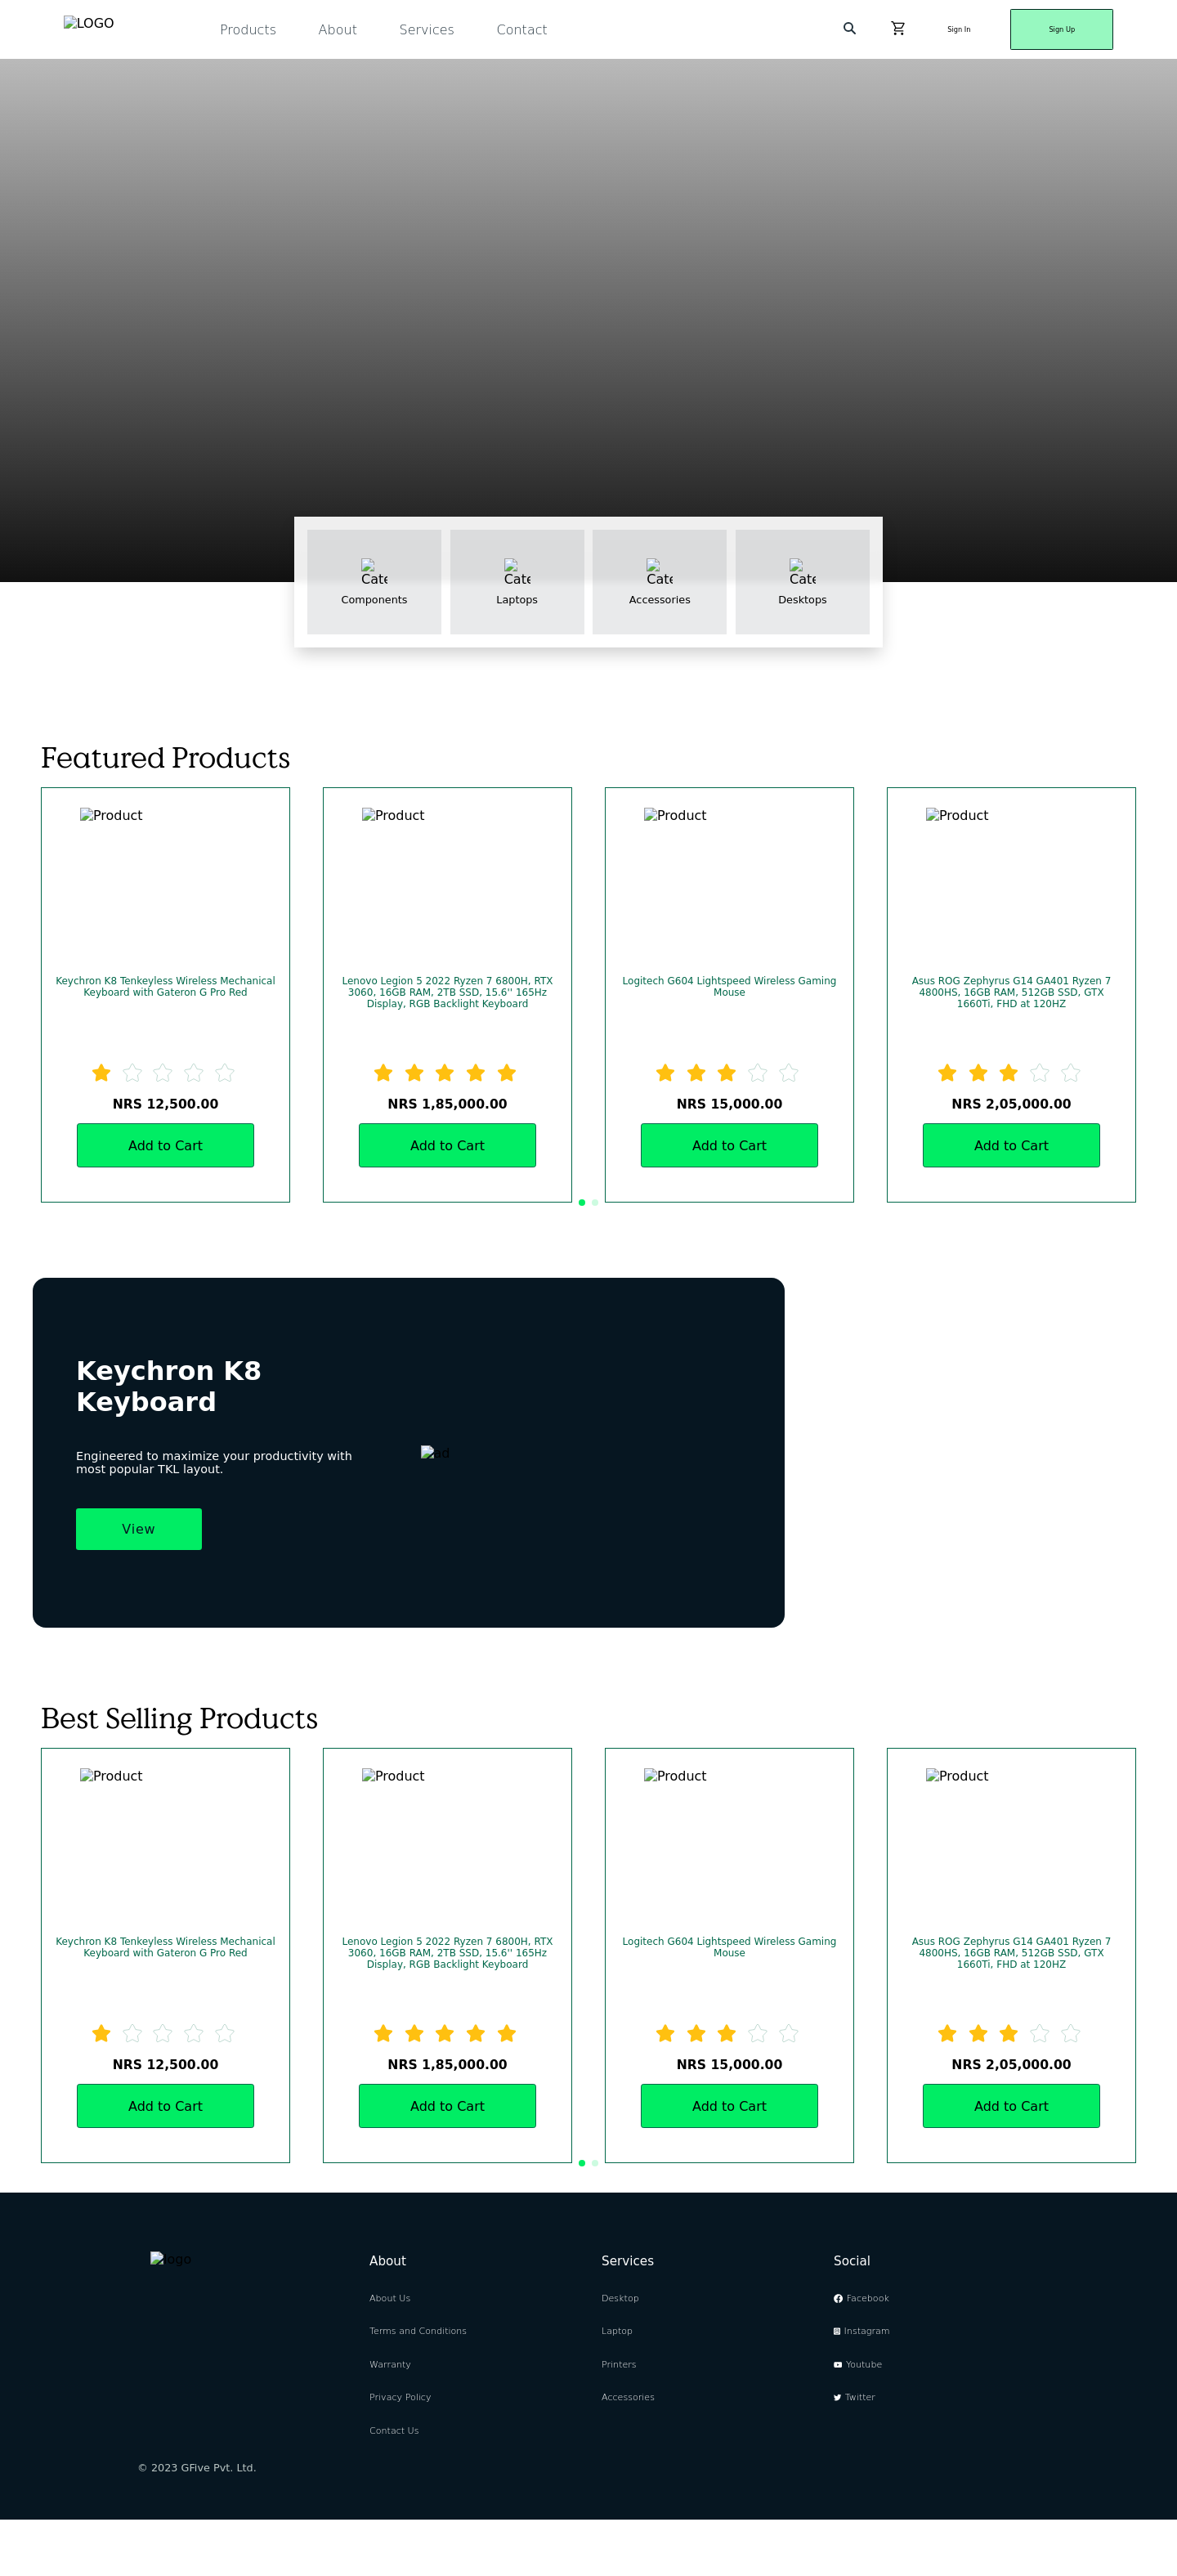 LOGO
Products
About
Services
Contact
Sign In
Sign Up
Cate
Cate
Cate
Cate
Components
Laptops
Accessories
Desktops
Featured Products
Product
Keychron K8 Tenkeyless Wireless Mechanical
Keyboard with Gateron G Pro Red
NRS 12,500.00
Add to Cart
Product
Lenovo Legion 5 2022 Ryzen 7 6800H, RTX
3060, 16GB RAM, 2TB SSD, 15.6'' 165Hz
Display, RGB Backlight Keyboard
NRS 1,85,000.00
Add to Cart
Product
Logitech G604 Lightspeed Wireless Gaming
Mouse
NRS 15,000.00
Add to Cart
Product
Asus ROG Zephyrus G14 GA401 Ryzen 7
4800HS, 16GB RAM, 512GB SSD, GTX
1660Ti, FHD at 120HZ
NRS 2,05,000.00
Add to Cart
Keychron K8
Keyboard
Engineered to maximize your productivity with
most popular TKL layout.
View
ad
Best Selling Products
Product
Keychron K8 Tenkeyless Wireless Mechanical
Keyboard with Gateron G Pro Red
NRS 12,500.00
Add to Cart
Product
Lenovo Legion 5 2022 Ryzen 7 6800H, RTX
3060, 16GB RAM, 2TB SSD, 15.6'' 165Hz
Display, RGB Backlight Keyboard
NRS 1,85,000.00
Add to Cart
Product
Logitech G604 Lightspeed Wireless Gaming
Mouse
NRS 15,000.00
Add to Cart
Product
Asus ROG Zephyrus G14 GA401 Ryzen 7
4800HS, 16GB RAM, 512GB SSD, GTX
1660Ti, FHD at 120HZ
NRS 2,05,000.00
Add to Cart
logo
About
About Us
Terms and Conditions
Warranty
Privacy Policy
Contact Us
Services
Desktop
Laptop
Printers
Accessories
Social
Facebook
Instagram
Youtube
Twitter
© 2023 GFive Pvt. Ltd.